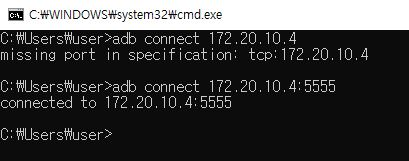 C:₩WINDOWS₩system32₩cmd.exe
C:₩Users₩user>adb connect 172.20.10.4
missing port in specification: tcp:172.20.10.4
C:₩Users₩user>adb connect 172.20.10.4:5555
connected to 172.20.10.4:5555
C:₩Users₩user>